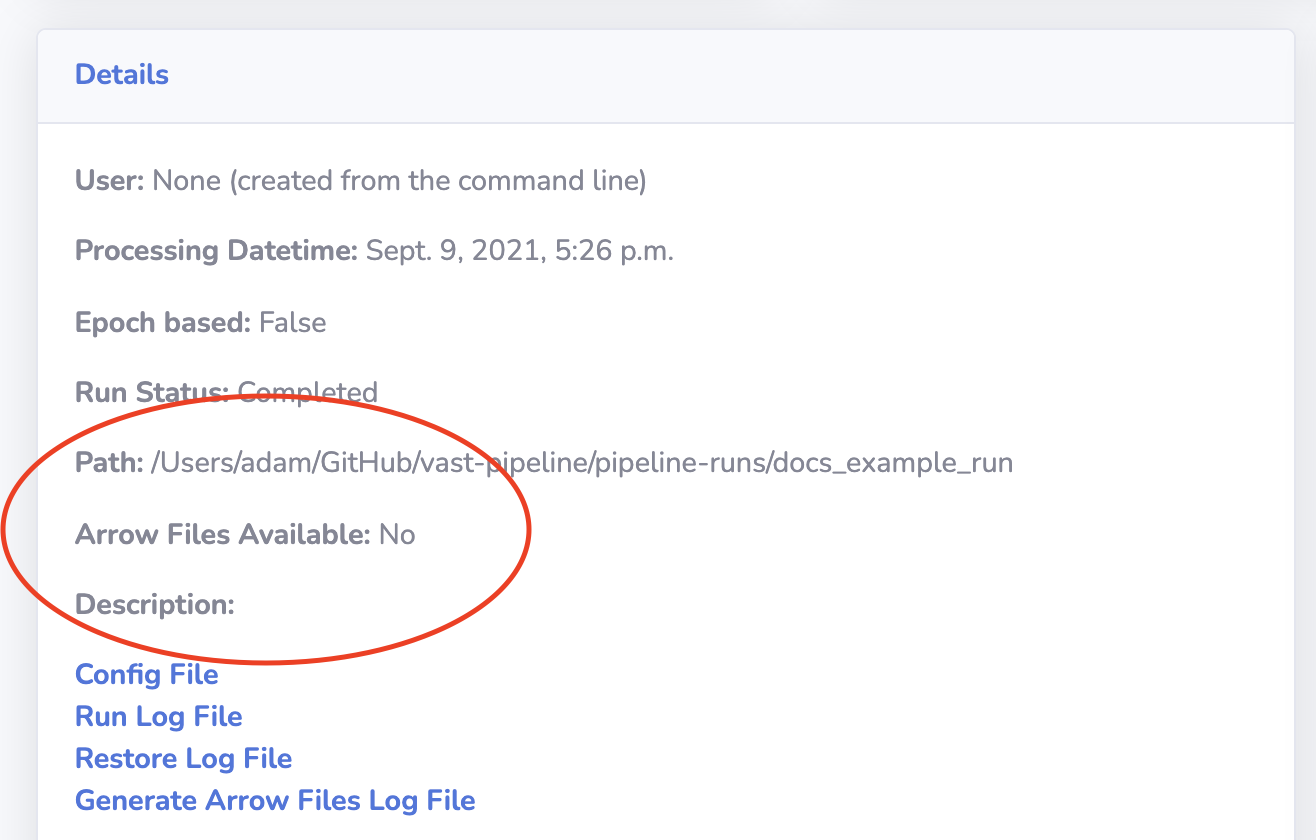 Details
User: None (created from the command line)
Processing Datetime: Sept. 9, 2021, 5:26 p.m.
Epoch based: False
Run Status: Completed
Path: /Users/adam/GitHub/vast-pipeline/pipeline-runs/docs_example_run
Arrow Files Available: No
Description:
Config File
Run Log File
Restore Log File
Generate Arrow Files Log File